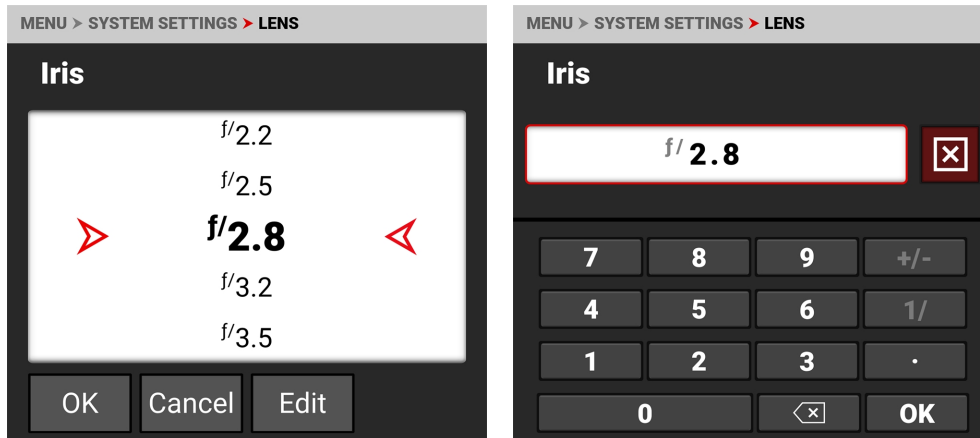 MENU > SYSTEM SETTINGS > LENS
Iris
ƒ/2.2
ƒ/2.5
ƒ/2.8
ƒ/3.2
ƒ/3.5
OK Cancel Edit
MENU > SYSTEM SETTINGS > LENS
Iris
ƒ/2.8
7 8 9 +/-
4 5 6 1/
1 2 3 .
0 OK